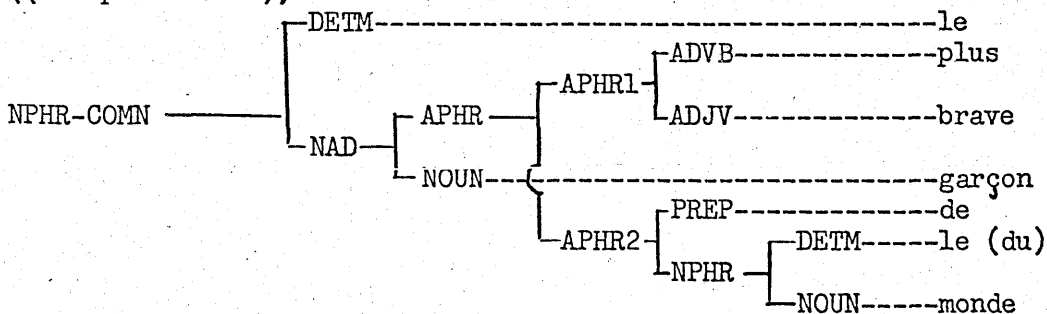 DETM le
ADVB plus
APHR1
NPHR-COMN APHR ADJV brave
NAD
NOUN garçon
PREP de
APHR2 DETM le (du)
NPHR
NOUN monde